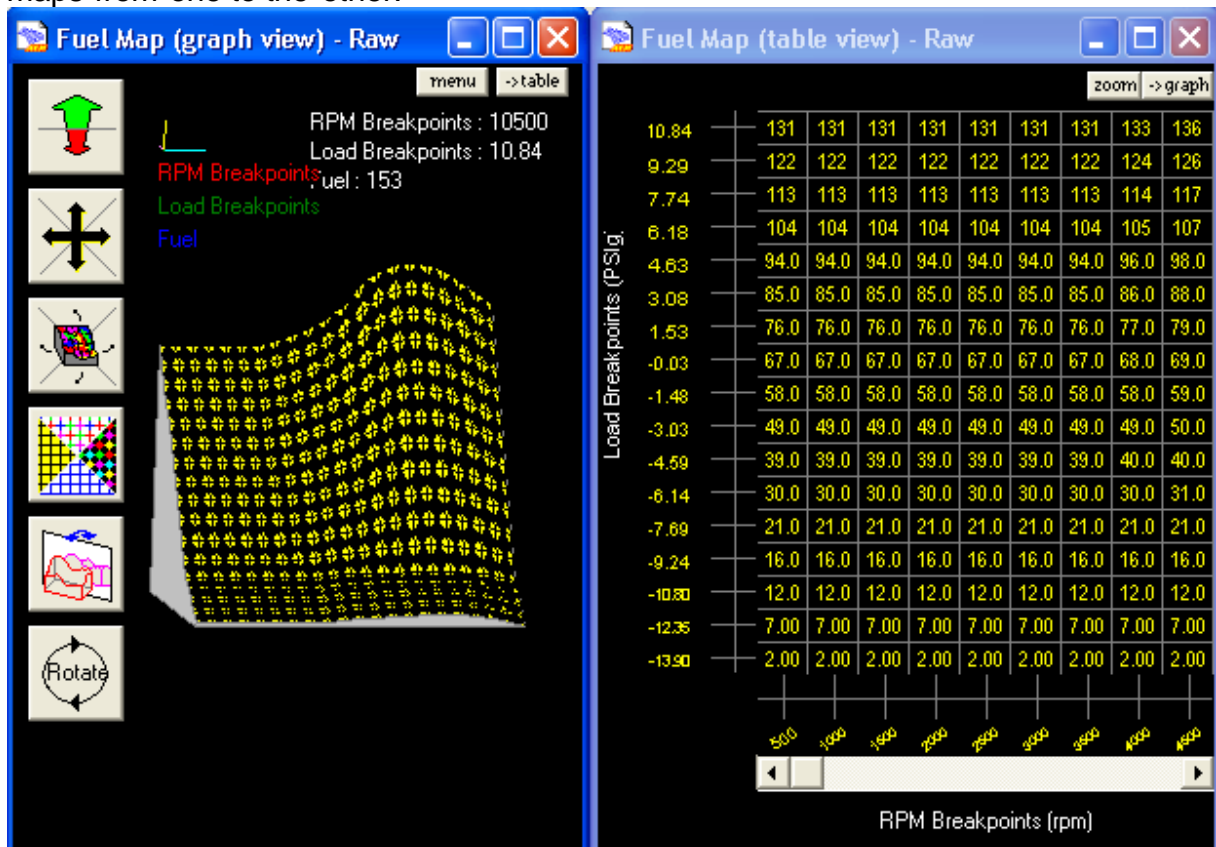 maps from one to the other.
Fuel Map (graph view) - Raw
menu ->table
RPM Breakpoints : 10500
Load Breakpoints : 10.84
Fuel : 153
RPM Breakpoints
Load Breakpoints
Fuel
Rotate
Fuel Map (table view) - Raw
zoom ->graph
Load Breakpoints (PSIg)
10.84 131 131 131 131 131 131 131 133 136
9.29 122 122 122 122 122 122 122 124 126
7.74 113 113 113 113 113 113 113 114 117
6.18 104 104 104 104 104 104 104 105 107
4.63 94.0 94.0 94.0 94.0 94.0 94.0 94.0 96.0 98.0
3.08 85.0 85.0 85.0 85.0 85.0 85.0 85.0 86.0 88.0
1.53 76.0 76.0 76.0 76.0 76.0 76.0 76.0 77.0 79.0
-0.03 67.0 67.0 67.0 67.0 67.0 67.0 67.0 68.0 69.0
-1.48 58.0 58.0 58.0 58.0 58.0 58.0 58.0 58.0 59.0
-3.03 49.0 49.0 49.0 49.0 49.0 49.0 49.0 49.0 50.0
-4.59 39.0 39.0 39.0 39.0 39.0 39.0 39.0 40.0 40.0
-6.14 30.0 30.0 30.0 30.0 30.0 30.0 30.0 30.0 31.0
-7.69 21.0 21.0 21.0 21.0 21.0 21.0 21.0 21.0 21.0
-9.24 16.0 16.0 16.0 16.0 16.0 16.0 16.0 16.0 16.0
-10.80 12.0 12.0 12.0 12.0 12.0 12.0 12.0 12.0 12.0
-12.35 7.00 7.00 7.00 7.00 7.00 7.00 7.00 7.00 7.00
-13.90 2.00 2.00 2.00 2.00 2.00 2.00 2.00 2.00 2.00
500 1000 1500 2000 2500 3000 3500 4000 4500
RPM Breakpoints (rpm)